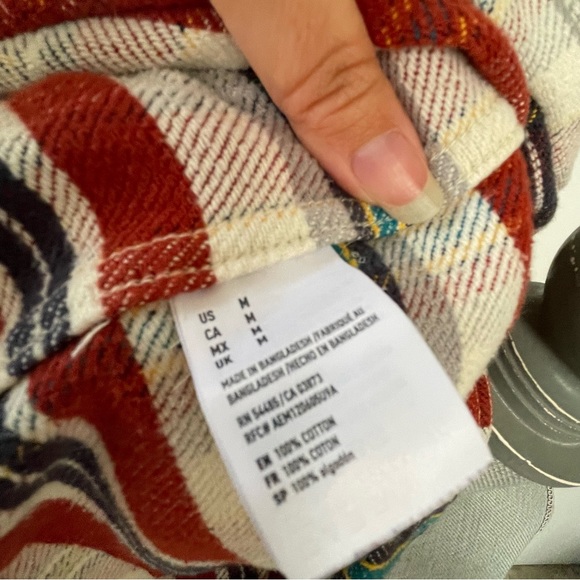 US M
CA M
MX M
UK M
MADE IN BANGLADESH/FABRIQUÉ AU
BANGLADESH/HECHO EN BANGLADESH
RN 54485/CA 03873
RFC# AEM120605U9A
EN 100% COTTON
FR 100% COTON
SP 100% algodón